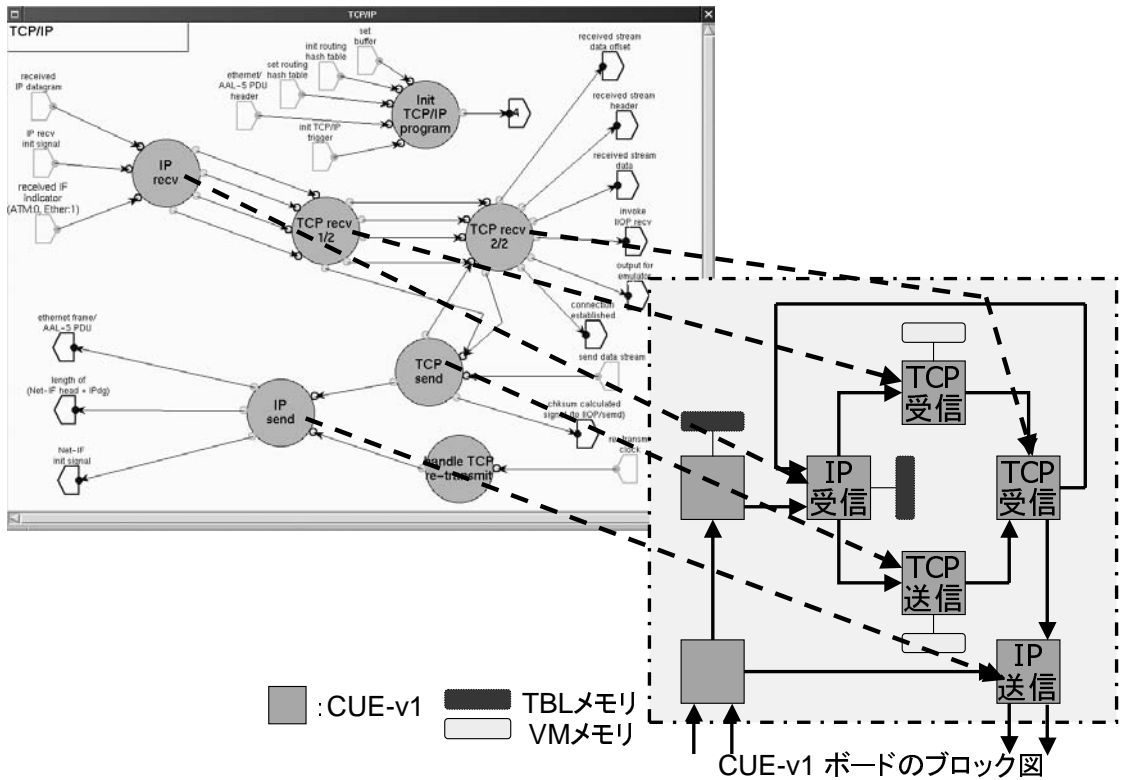 TCP/IP
TCP/IP
set
buffer
init routing
hash table
set routing
hash table
ethernet/
AAL-5 PDU
header
init TCP/IP
trigger
Init
TCP/IP
program
A
received
IP datagram
IP recv
init signal
received IF
indicator
(ATM:0, Ether:1)
IP
recv
TCP recv
1/2
TCP recv
2/2
received stream
data offset
received stream
header
received stream
data
invoke
IIOP recv
output for
emulator
connection
established
send data stream
TCP
send
chksum calculated
signal (to IIOP/semd)
ethernet frame/
AAL-5 PDU
length of
(Net-IF head + IPdg)
Net-IF
init signal
IP
send
handle TCP
re-transmit
clock
TCP
受信
IP
受信
TCP
受信
TCP
送信
IP
送信
:CUE-v1
TBLメモリ
VMメモリ
CUE-v1 ボードのブロック図